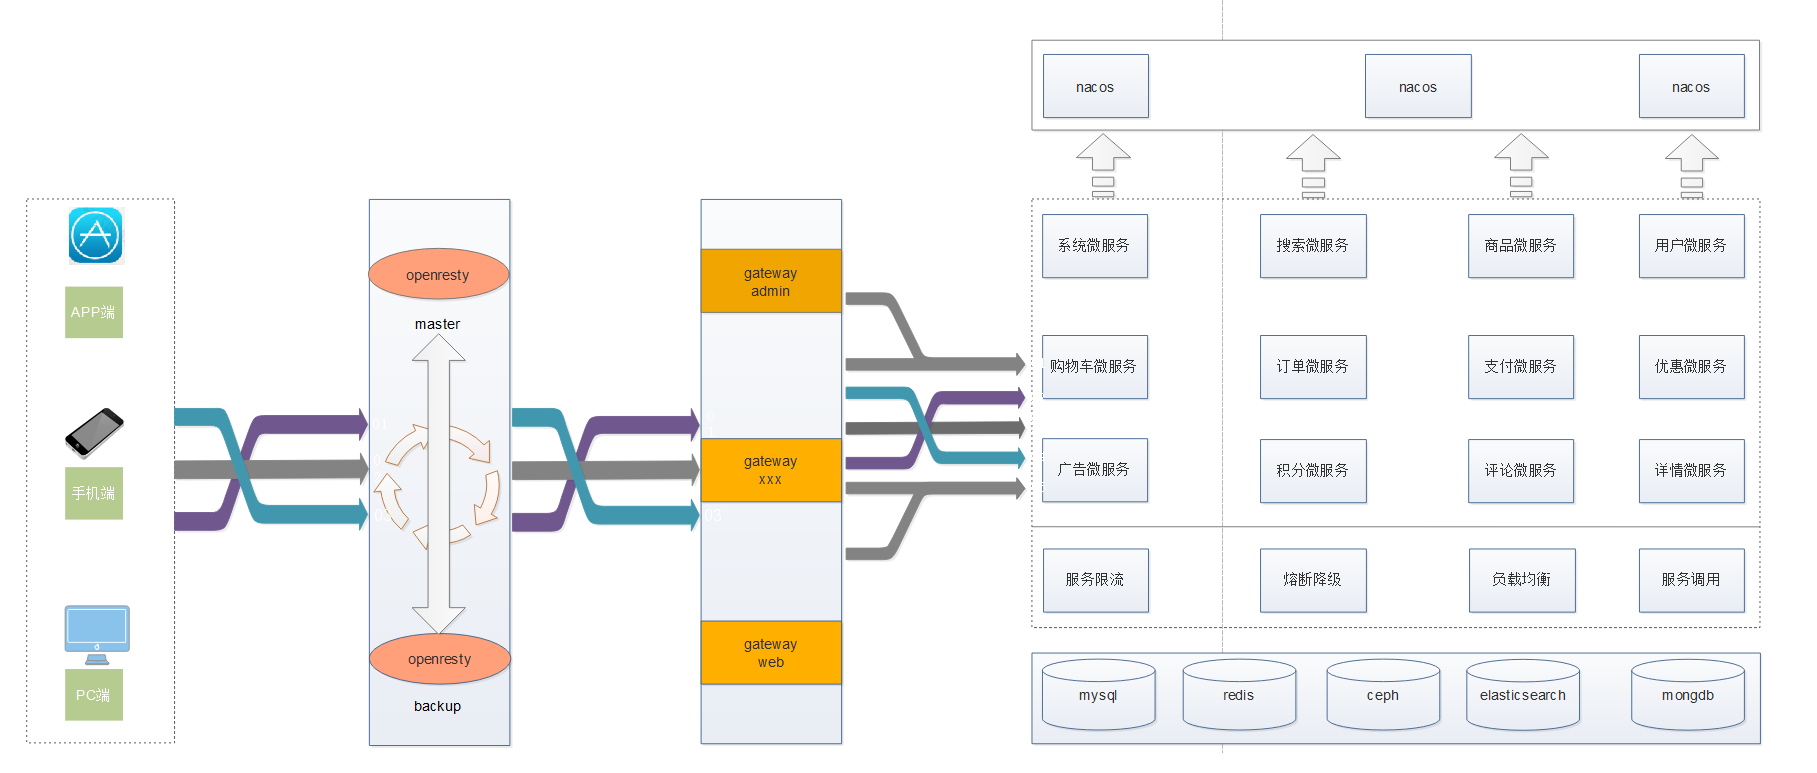 APP端
手机端
PC端
openresty
master
01
03
openresty
backup
gateway
admin
0
1
gateway
xxx
03
gateway
web
nacos
nacos
nacos
系统微服务
搜索微服务
商品微服务
用户微服务
购物车微服务
订单微服务
支付微服务
优惠微服务
广告微服务
积分微服务
评论微服务
详情微服务
服务限流
熔断降级
负载均衡
服务调用
mysql
redis
ceph
elasticsearch
mongdb